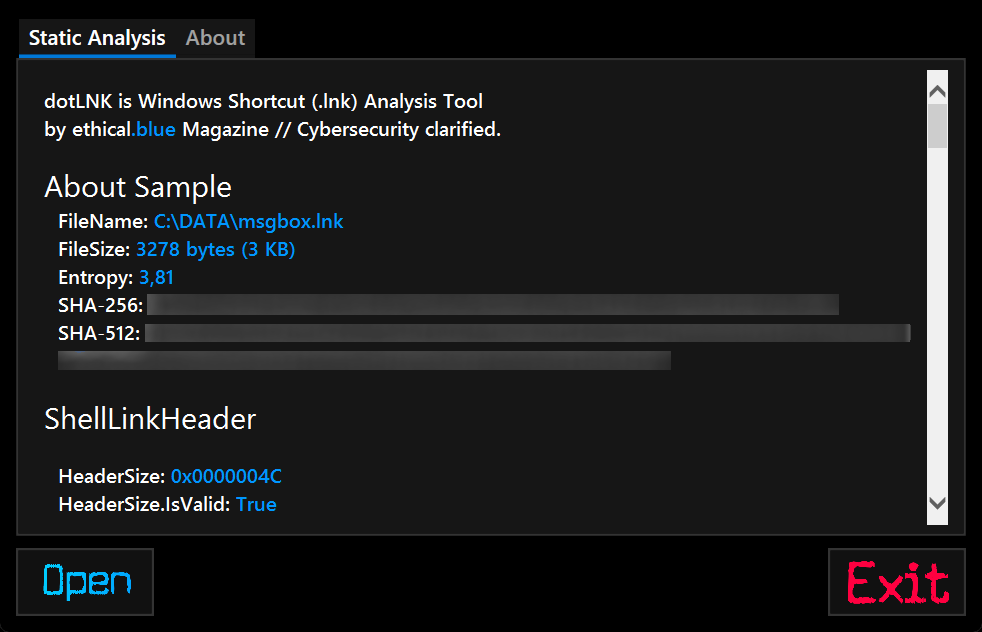 Static Analysis About
dotLNK is Windows Shortcut (.lnk) Analysis Tool
by ethical.blue Magazine // Cybersecurity clarified.
About Sample
FileName: C:\DATA\msgbox.lnk
FileSize: 3278 bytes (3 KB)
Entropy: 3,81
SHA-256:
SHA-512:
ShellLinkHeader
HeaderSize: 0x0000004C
HeaderSize.IsValid: True
Open Exit